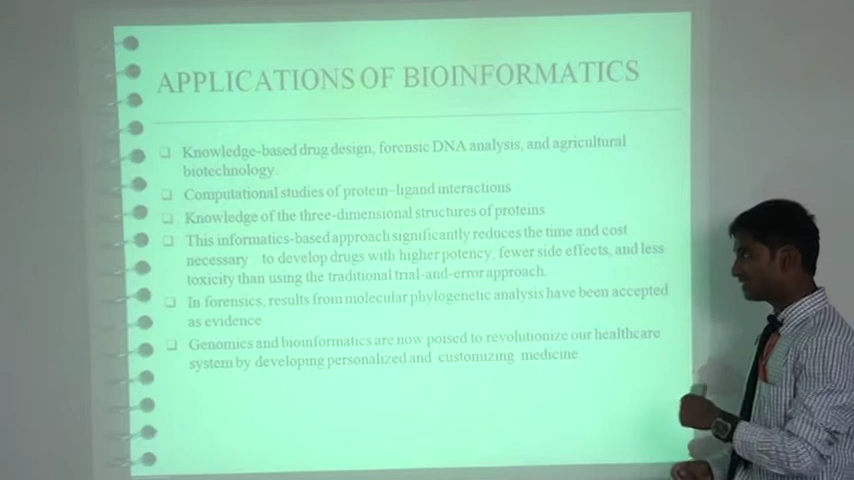 APPLICATIONS OF BIOINFORMATICS
❑ Knowledge-based drug design, forensic DNA analysis, and agricultural
biotechnology.
❑ Computational studies of protein–ligand interactions
❑ Knowledge of the three-dimensional structures of proteins
❑ This informatics-based approach significantly reduces the time and cost
necessary to develop drugs with higher potency, fewer side effects, and less
toxicity than using the traditional trial-and-error approach.
❑ In forensics, results from molecular phylogenetic analysis have been accepted
as evidence
❑ Genomics and bioinformatics are now poised to revolutionize our healthcare
system by developing personalized and customizing medicine.